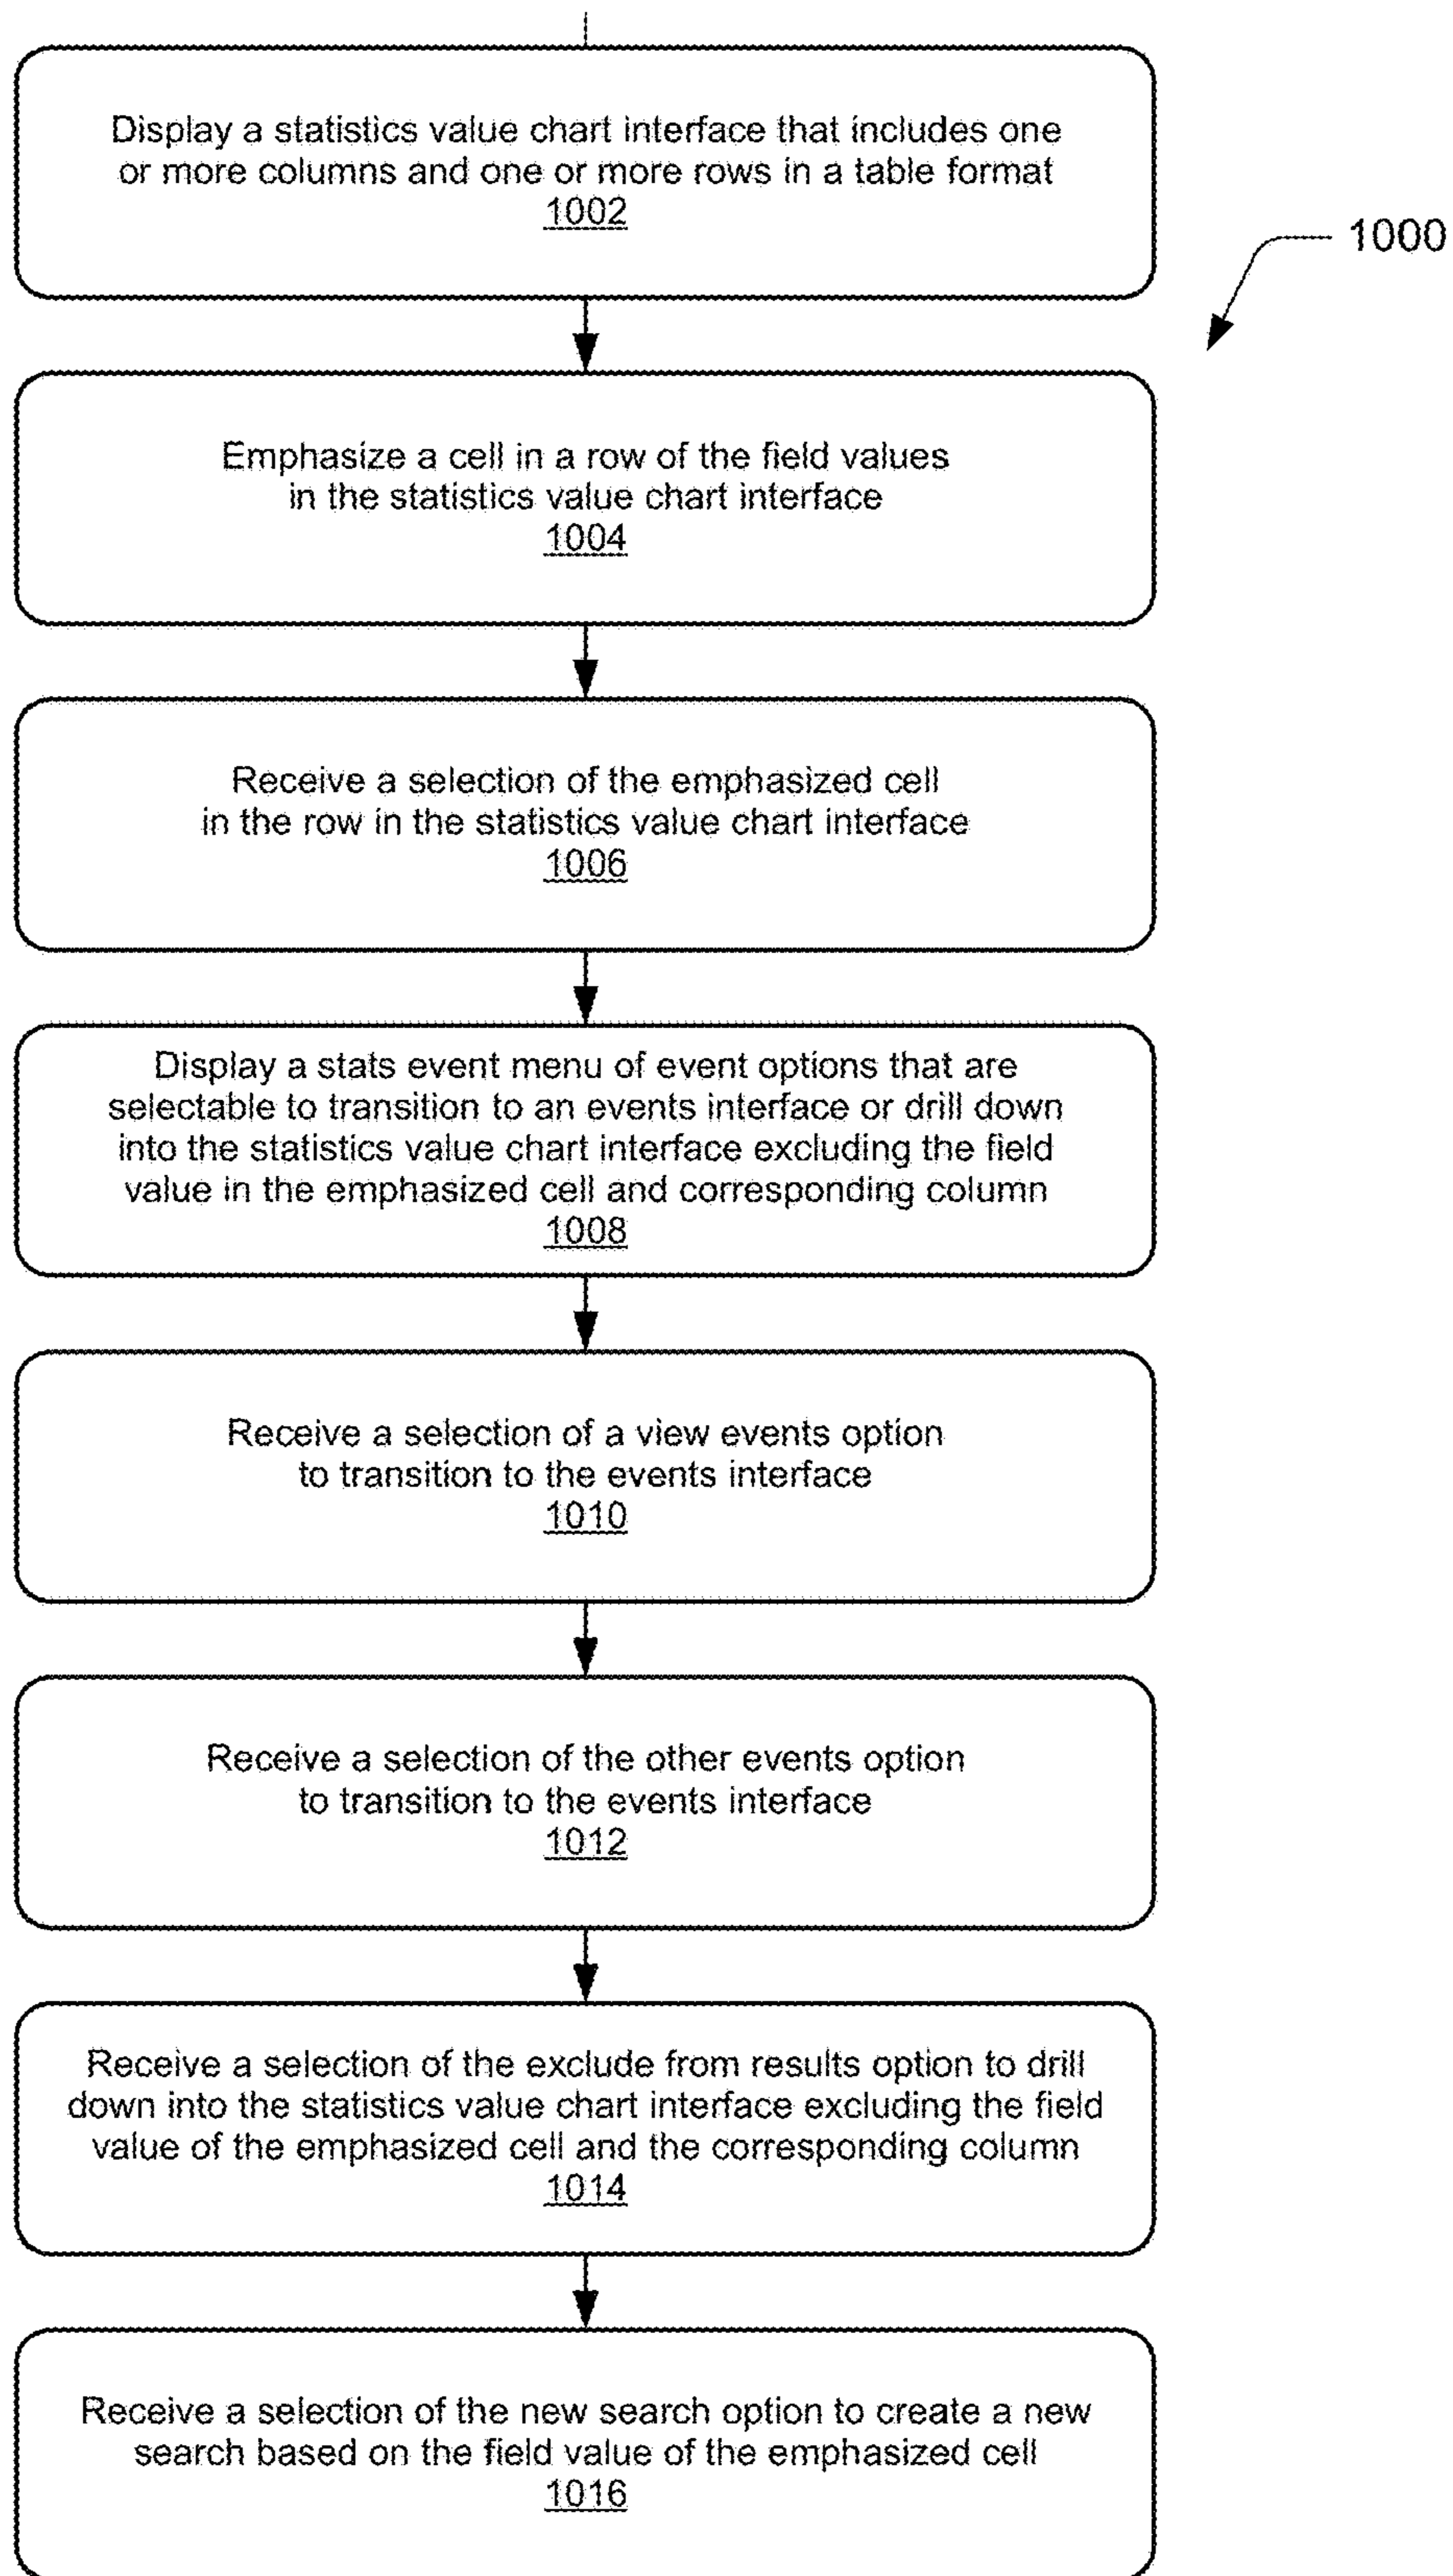 Display a statistics value chart interface that includes one
or more columns and one or more rows in a table format
1002
1000
Emphasize a cell in a row of the field values
in the statistics value chart interface
1004
Receive a selection of the emphasized cell
in the row in the statistics value chart interface
1006
Display a stats event menu of event options that are
selectable to transition to an events interface or drill down
into the statistics value chart interface excluding the field
value in the emphasized cell and corresponding column
1008
Receive a selection of a view events option
to transition to the events interface
1010
Receive a selection of the other events option
to transition to the events interface
1012
Receive a selection of the exclude from results option to drill
down into the statistics value chart interface excluding the field
value of the emphasized cell and the corresponding column
1014
Receive a selection of the new search option to create a new
search based on the field value of the emphasized cell
1016